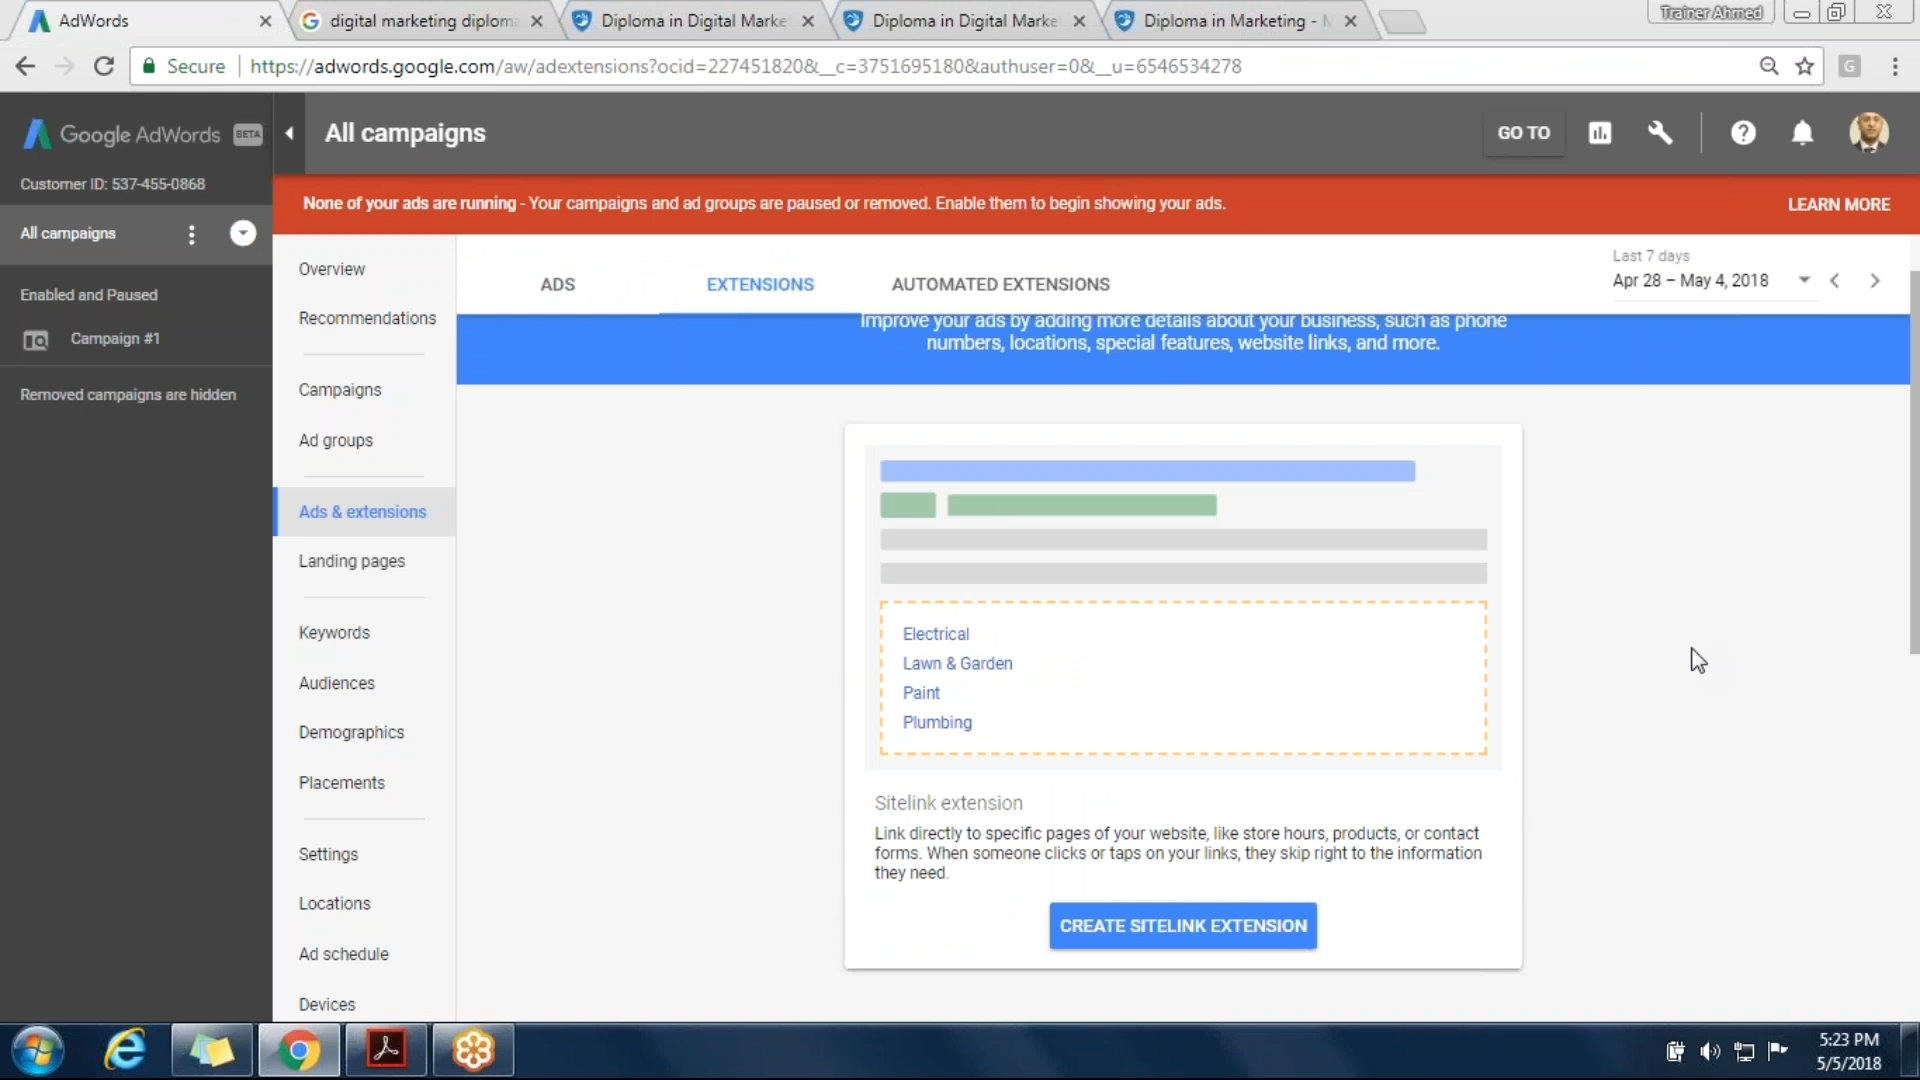 AdWords
digital marketing diplom
Diploma in Digital Marke
Diploma in Digital Marke
Diploma in Marketing - M
Trainer Ahmed
Secure
https://adwords.google.com/aw/adextensions?ocid=227451820&__c=3751695180&authuser=0&__u=6546534278
G
Google AdWords
BETA
All campaigns
GO TO
Customer ID: 537-455-0868
None of your ads are running - Your campaigns and ad groups are paused or removed. Enable them to begin showing your ads.
LEARN MORE
All campaigns
Enabled and Paused
Campaign #1
Removed campaigns are hidden
Overview
Recommendations
Campaigns
Ad groups
Ads & extensions
Landing pages
Keywords
Audiences
Demographics
Placements
Settings
Locations
Ad schedule
Devices
ADS
EXTENSIONS
AUTOMATED EXTENSIONS
Last 7 days
Apr 28 – May 4, 2018
Improve your ads by adding more details about your business, such as phone
numbers, locations, special features, website links, and more.
Electrical
Lawn & Garden
Paint
Plumbing
Sitelink extension
Link directly to specific pages of your website, like store hours, products, or contact
forms. When someone clicks or taps on your links, they skip right to the information
they need.
CREATE SITELINK EXTENSION
5:23 PM
5/5/2018